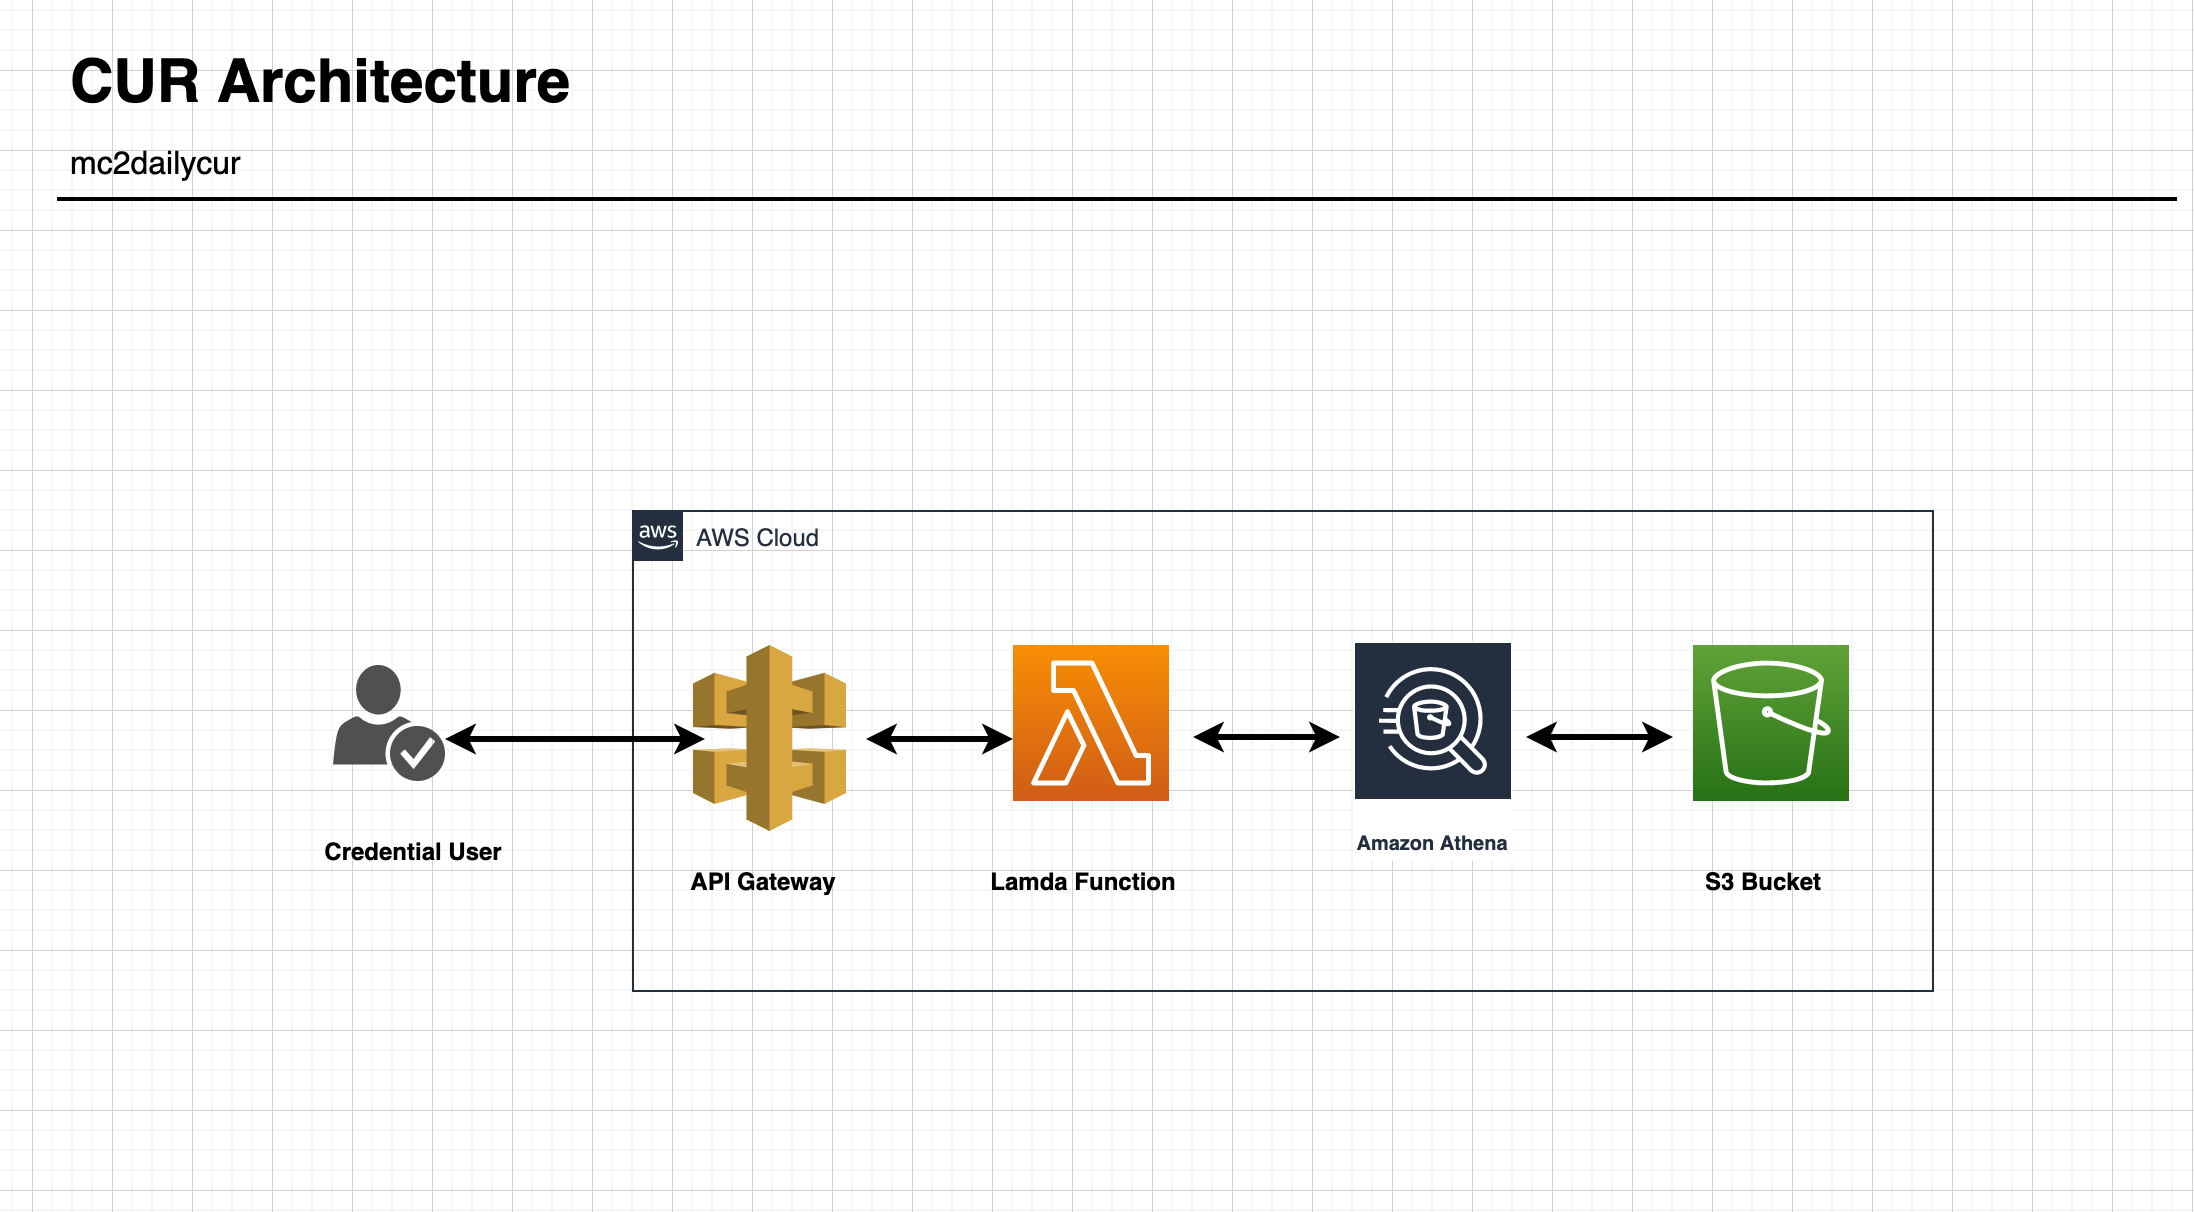 CUR Architecture
mc2dailycur
aws
AWS Cloud
Credential User
API Gateway
Lamda Function
Amazon Athena
S3 Bucket